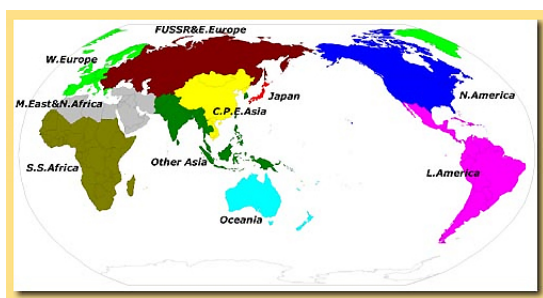 FUSSR&E.Europe
W.Europe
N.America
M.East&N.Africa
Japan
C.P.E.Asia
Other Asia
S.S.Africa
L.America
Oceania